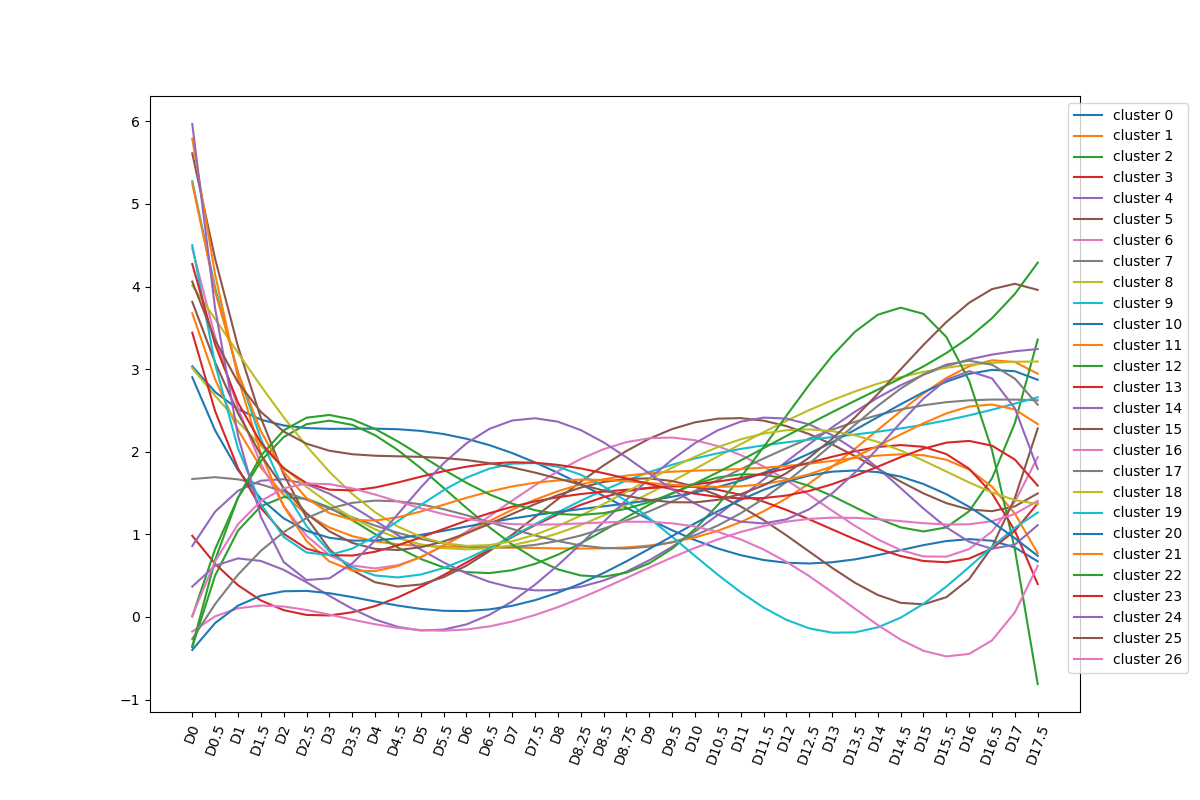 6
5
4
3
2
1
0
−1
D0
D0.5
D1
D1.5
D2
D2.5
D3
D3.5
D4
D4.5
D5
D5.5
D6
D6.5
D7
D7.5
D8
D8.25
D8.5
D8.75
D9
D9.5
D10
D10.5
D11
D11.5
D12
D12.5
D13
D13.5
D14
D14.5
D15
D15.5
D16
D16.5
D17
D17.5
cluster 0
cluster 1
cluster 2
cluster 3
cluster 4
cluster 5
cluster 6
cluster 7
cluster 8
cluster 9
cluster 10
cluster 11
cluster 12
cluster 13
cluster 14
cluster 15
cluster 16
cluster 17
cluster 18
cluster 19
cluster 20
cluster 21
cluster 22
cluster 23
cluster 24
cluster 25
cluster 26